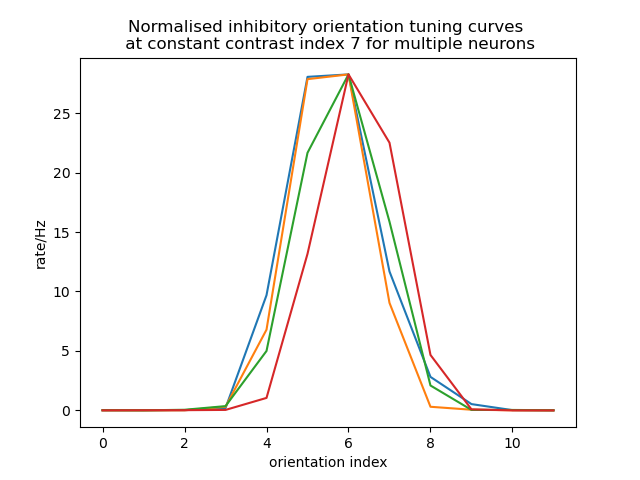 Normalised inhibitory orientation tuning curves
at constant contrast index 7 for multiple neurons
25
20
15
10
5
0
rate/Hz
0 2 4 6 8 10
orientation index